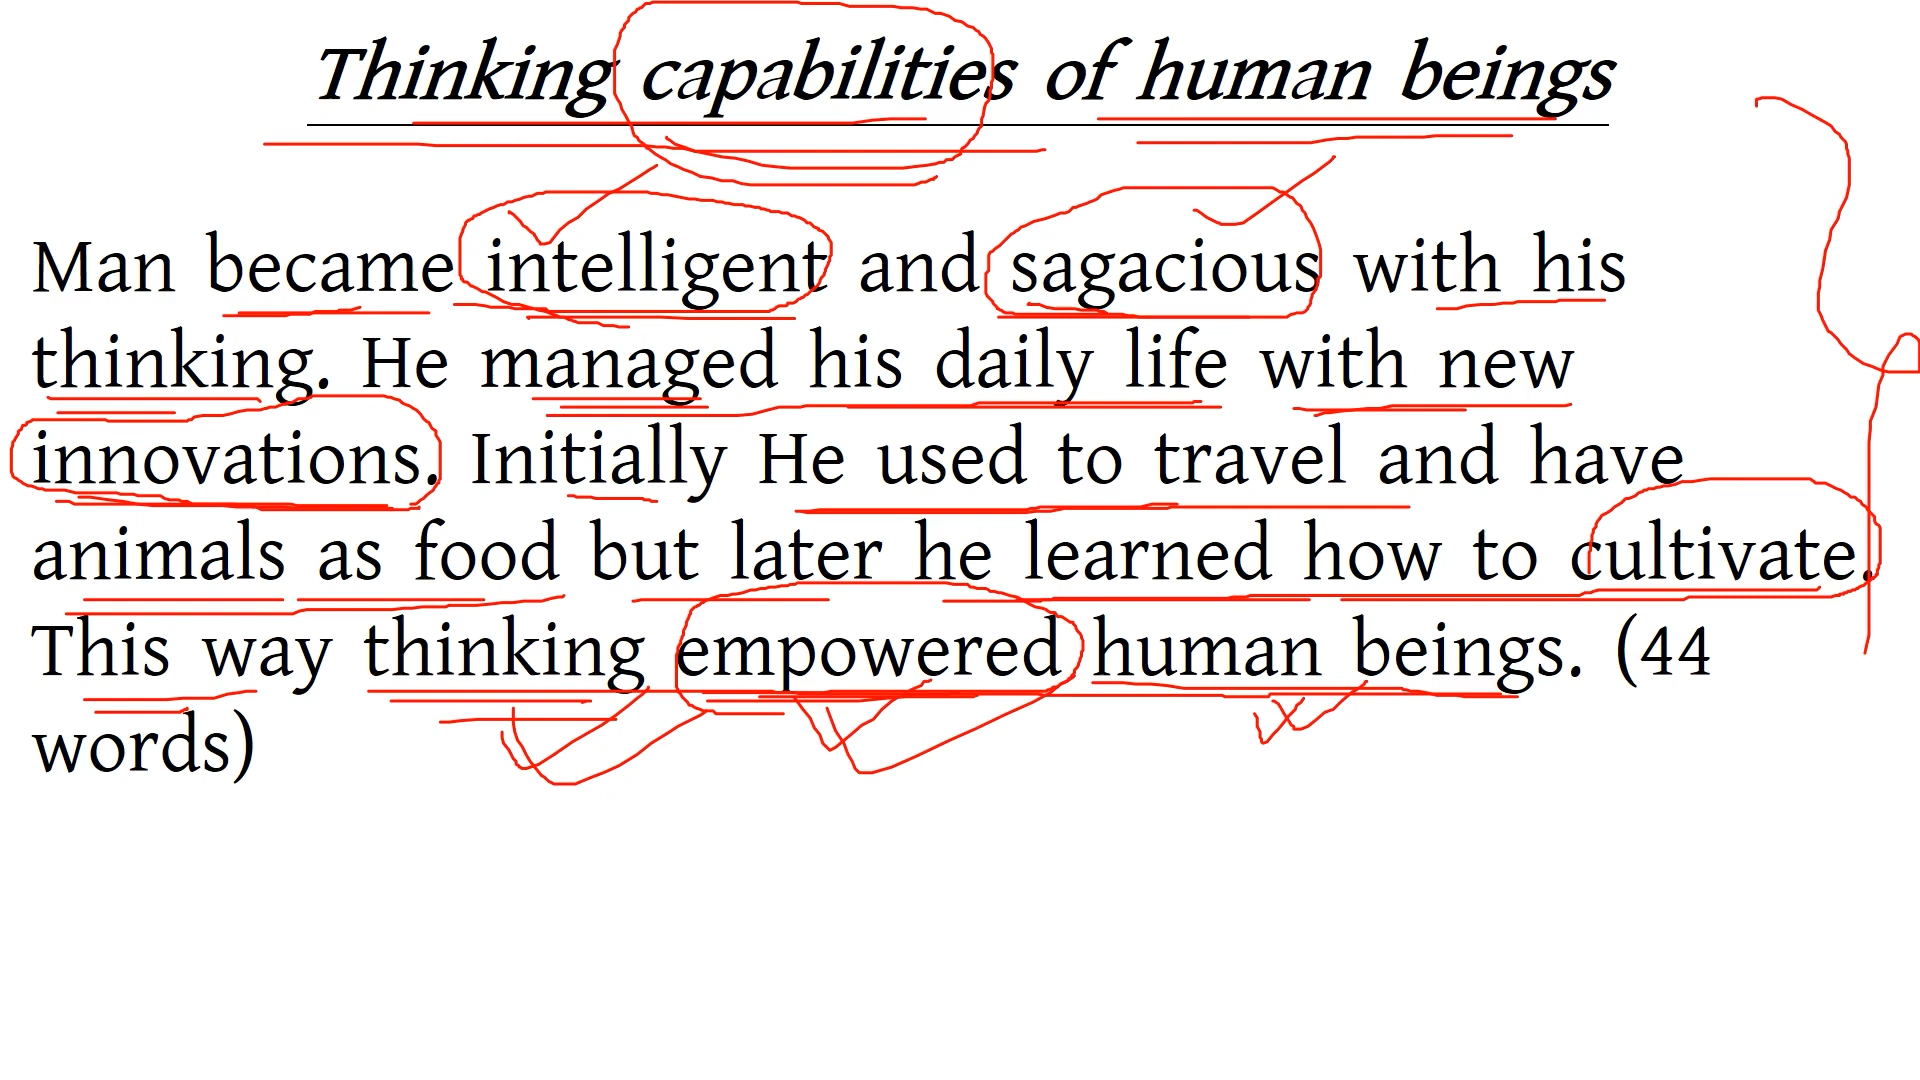 Thinking capabilities of human beings
Man became intelligent and sagacious with his
thinking. He managed his daily life with new
innovations. Initially He used to travel and have
animals as food but later he learned how to cultivate.
This way thinking empowered human beings. (44
words)